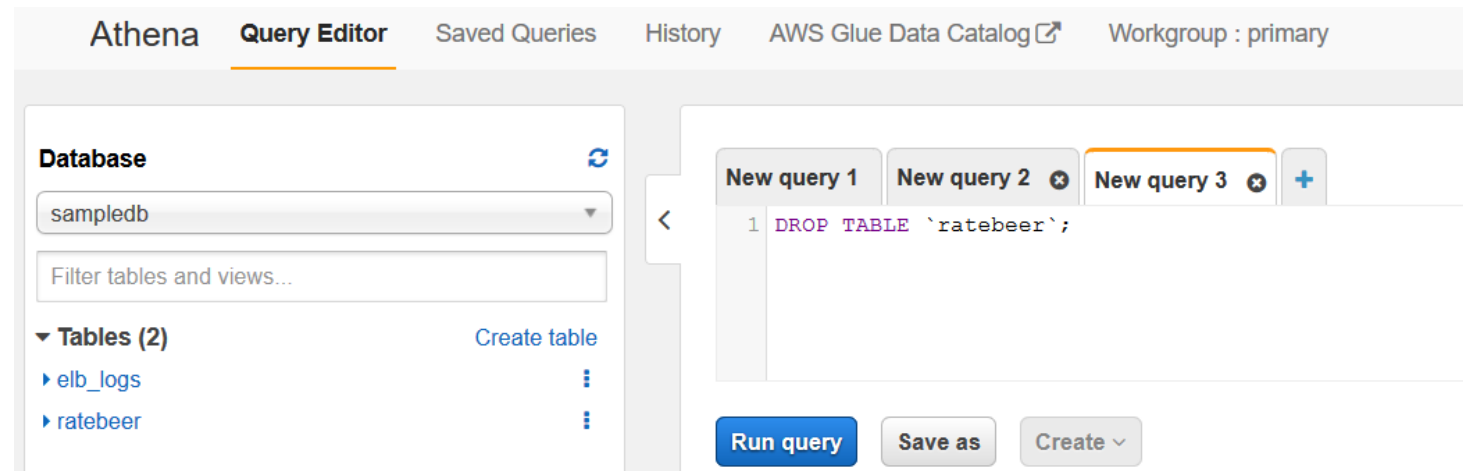 Athena Query Editor Saved Queries History AWS Glue Data Catalog Workgroup : primary
Database
sampledb
Filter tables and views...
Tables (2) Create table
elb_logs
ratebeer
New query 1 New query 2 New query 3 +
1 DROP TABLE `ratebeer`;
Run query Save as Create